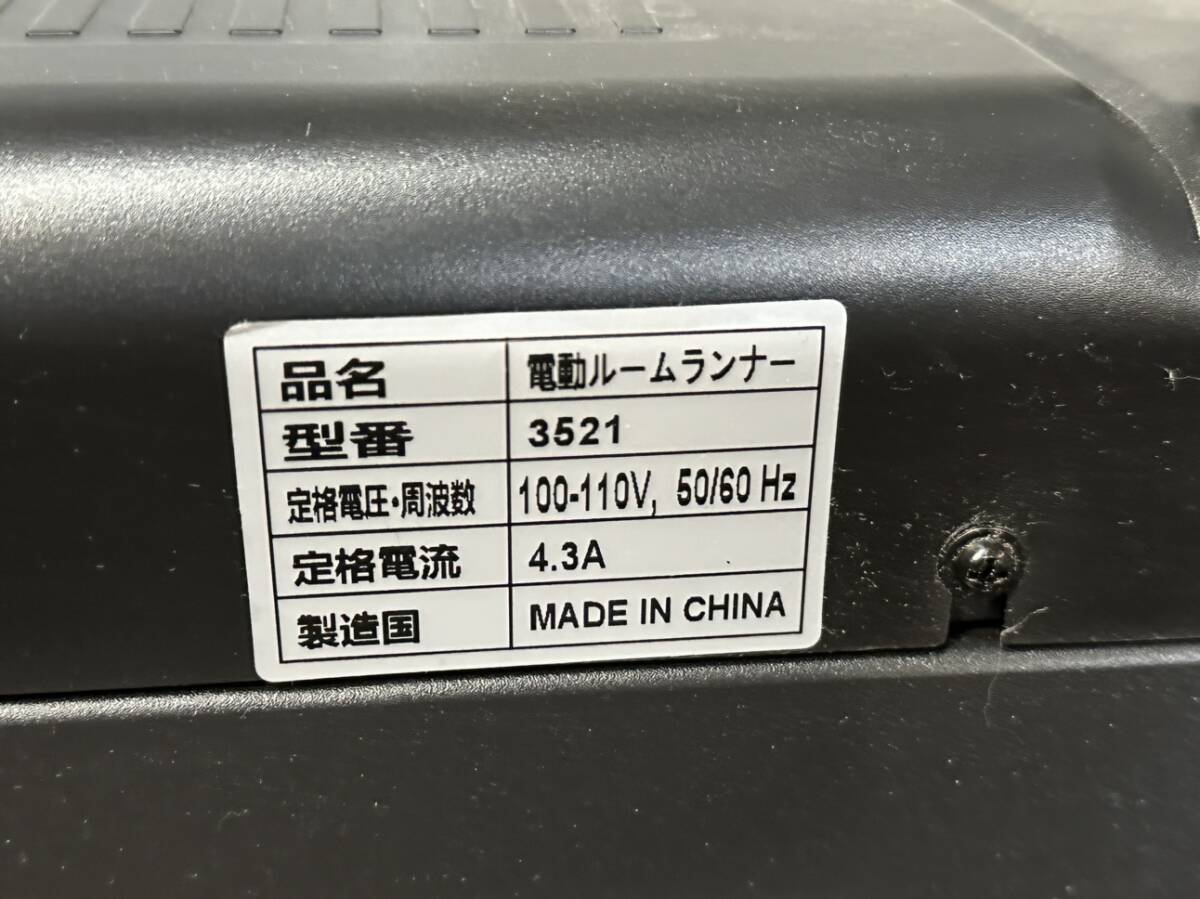 品名 電動ルームランナー
型番 3521
定格電圧・周波数 100-110V, 50/60 Hz
定格電流 4.3A
製造国 MADE IN CHINA